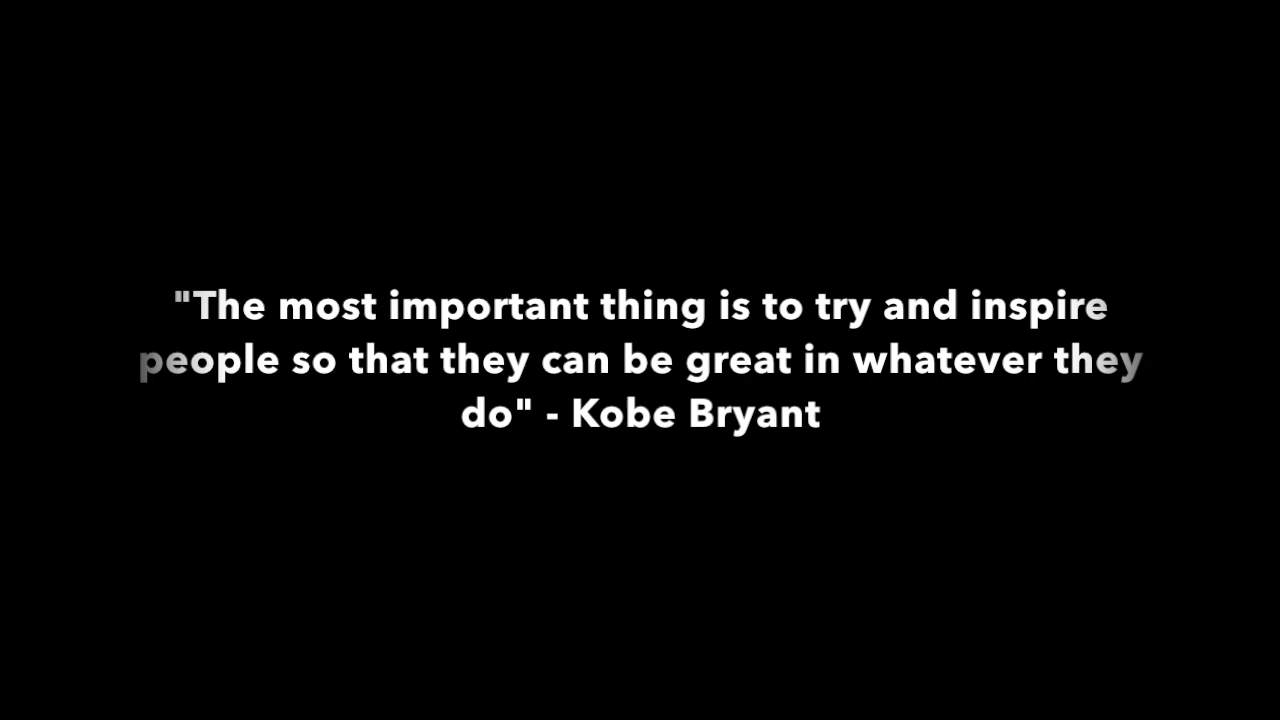 "The most important thing is to try and inspire
people so that they can be great in whatever they
do" - Kobe Bryant